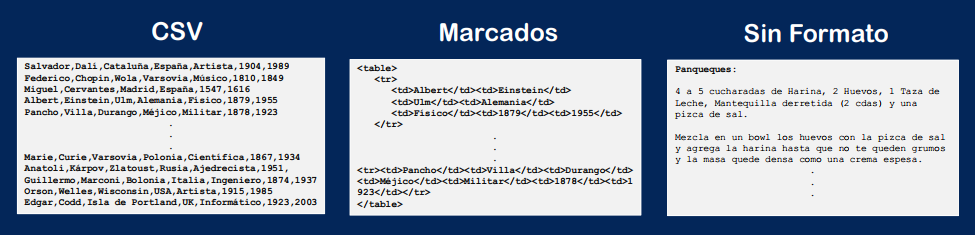 CSV
Salvador,Dalí,Cataluña,España,Artista,1904,1989
Federico,Chopin,Wola,Varsovia,Músico,1810,1849
Miguel,Cervantes,Madrid,España,1547,1616
Albert,Einstein,Ulm,Alemania,Físico,1879,1955
Pancho,Villa,Durango,Méjico,Militar,1878,1923
.
.
.
Marie,Curie,Varsovia,Polonia,Científica,1867,1934
Anatoli,Kárpov,Zlatoust,Rusia,Ajedrecista,1951,
Guillermo,Marconi,Bolonia,Italia,Ingeniero,1874,1937
Orson,Welles,Wisconsin,USA,Artista,1915,1985
Edgar,Codd,Isla de Portland,UK,Informático,1923,2003
Marcados
<table>
<tr>
<td>Albert</td><td>Einstein</td>
<td>Ulm</td><td>Alemania</td>
<td>Físico</td><td>1879</td><td>1955</td>
</tr>
.
.
.
<tr><td>Pancho</td><td>Villa</td><td>Durango</td>
<td>Méjico</td><td>Militar</td><td>1878</td><td>1
923</td></tr>
</table>
Sin Formato
Panqueques:
4 a 5 cucharadas de Harina, 2 Huevos, 1 Taza de
Leche, Mantequilla derretida (2 cdas) y una
pizca de sal.
Mezcla en un bowl los huevos con la pizca de sal
y agrega la harina hasta que no te queden grumos
y la masa quede densa como una crema espesa.
.
.
.